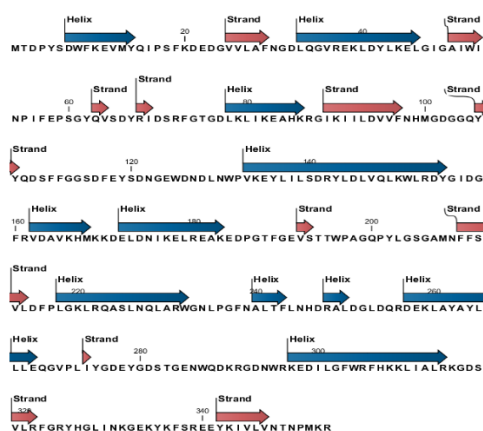 Helix Strand Helix Strand
20 40
MTDPYSDWFKEVMYQIPSFKDEDGVVLAFNGDLQGVREKLDYLKELGIGAIWI
Strand Strand Helix Strand Strand
60 80 100
NPIFEPSGYQVSDYRIDSRFGTGDLKLIKEAHKRGIKIILDVVFNHMGDGGQY
Strand Helix
120 140
YQDSFFGGSDFEYSDNGEWDNDLNWPVKEYLILSDRYLDLVQLKWLRDYGIDG
Helix Helix Strand Strand
160 180 200
FRVDAVKHMKKDELDNIKELREAKEDPGTFGEVSTTWPAGQPYLGSGAMNFFS
Strand Helix Helix Helix Helix
220 240 260
VLDFPLGKLRQASLNQLARWGNLPGFNALTFLNHDRALDGLDQRDEKLAYAYL
Helix Strand Helix
280 300
LLEQGVPLIYGDEYGDSTGENWQDKRGDNWRKEDILGFWRFHKKLIALRKGDS
Strand Strand
320 340
VLRFGRYHGLINKGEKYKFSREEYKIVLVNTNPMKR